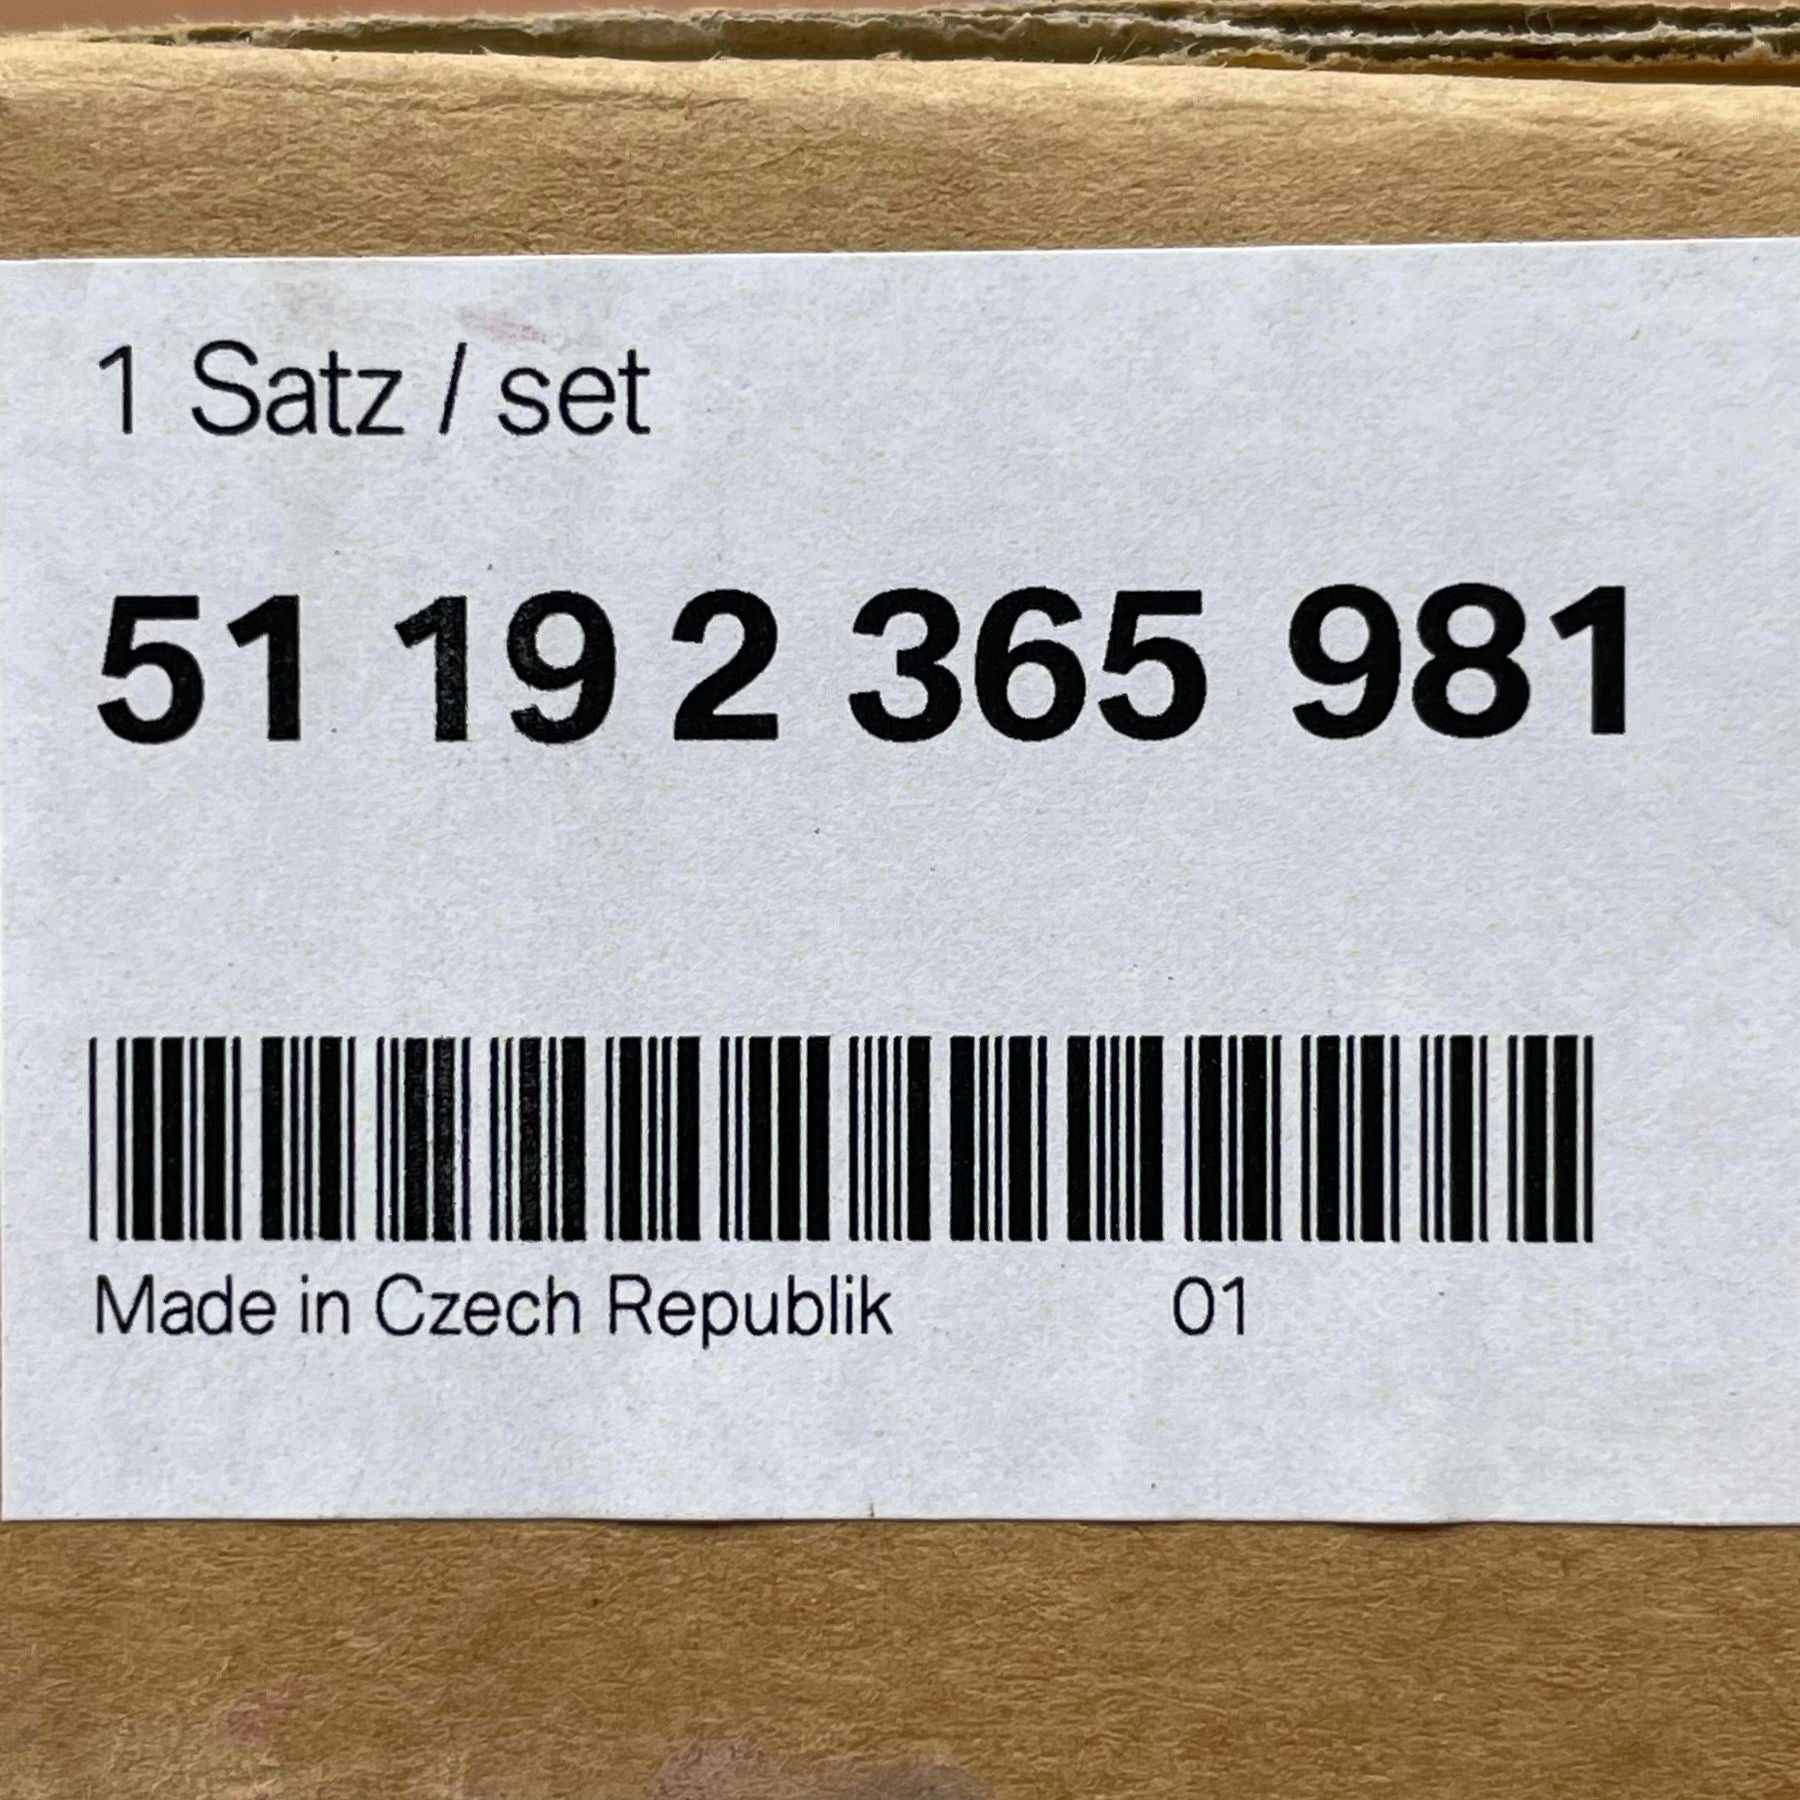 1 Satz / set
51 19 2 365 981
Made in Czech Republik 01